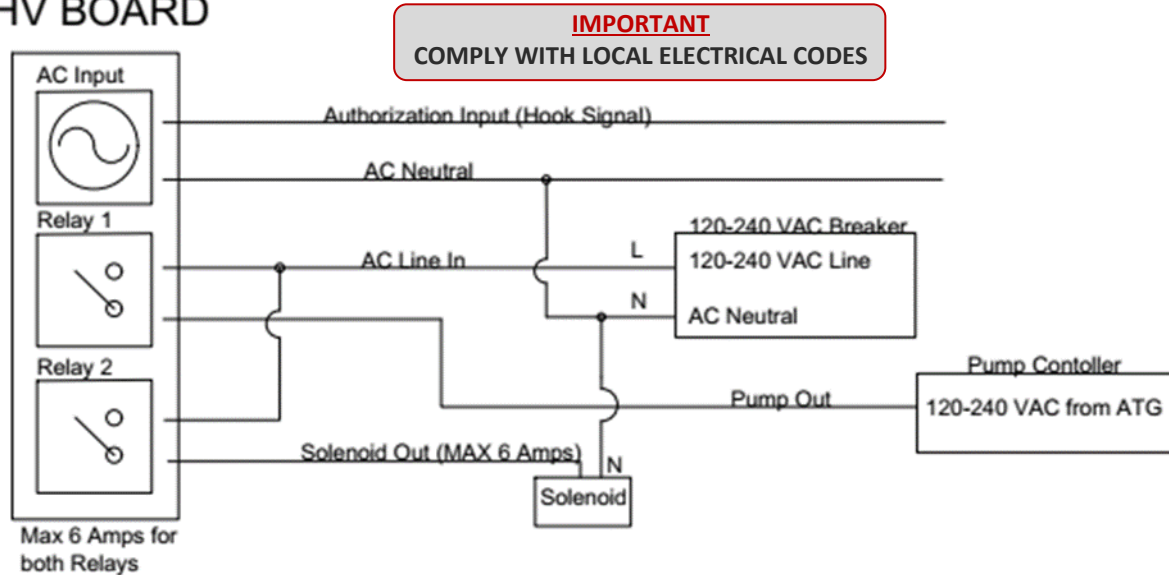 HV BOARD
IMPORTANT
COMPLY WITH LOCAL ELECTRICAL CODES
AC Input
Authorization Input (Hook Signal)
AC Neutral
Relay 1
120-240 VAC Breaker
L
AC Line In
120-240 VAC Line
N
AC Neutral
Relay 2
Pump Contoller
Pump Out
120-240 VAC from ATG
Solenoid Out (MAX 6 Amps)
N
Solenoid
Max 6 Amps for
both Relays